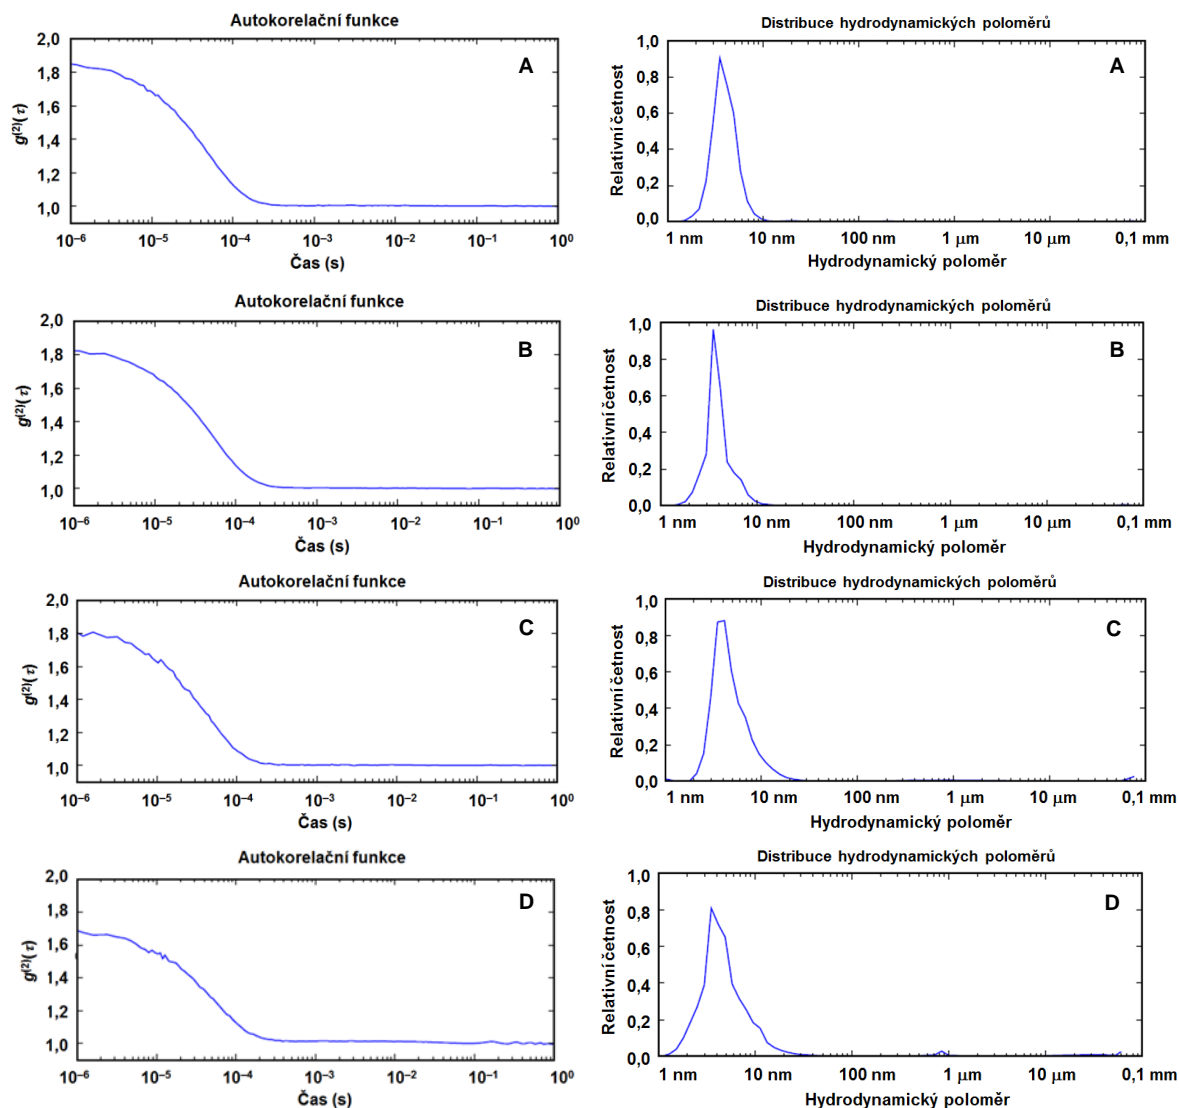 Autokorelační funkce
2,0
1,8
1,6
1,4
1,2
1,0
g(2)(τ)
A
10–6 10–5 10–4 10–3 10–2 10–1 100
Čas (s)
Distribuce hydrodynamických poloměrů
1,0
0,8
0,6
0,4
0,2
0,0
Relativní četnost
A
1 nm 10 nm 100 nm 1 μm 10 μm 0,1 mm
Hydrodynamický poloměr
Autokorelační funkce
2,0
1,8
1,6
1,4
1,2
1,0
g(2)(τ)
B
10–6 10–5 10–4 10–3 10–2 10–1 100
Čas (s)
Distribuce hydrodynamických poloměrů
1,0
0,8
0,6
0,4
0,2
0,0
Relativní četnost
B
1 nm 10 nm 100 nm 1 μm 10 μm 0,1 mm
Hydrodynamický poloměr
Autokorelační funkce
2,0
1,8
1,6
1,4
1,2
1,0
g(2)(τ)
C
10–6 10–5 10–4 10–3 10–2 10–1 100
Čas (s)
Distribuce hydrodynamických poloměrů
1,0
0,8
0,6
0,4
0,2
0,0
Relativní četnost
C
1 nm 10 nm 100 nm 1 μm 10 μm 0,1 mm
Hydrodynamický poloměr
Autokorelační funkce
2,0
1,8
1,6
1,4
1,2
1,0
g(2)(τ)
D
10–6 10–5 10–4 10–3 10–2 10–1 100
Čas (s)
Distribuce hydrodynamických poloměrů
1,0
0,8
0,6
0,4
0,2
0,0
Relativní četnost
D
1 nm 10 nm 100 nm 1 μm 10 μm 0,1 mm
Hydrodynamický poloměr